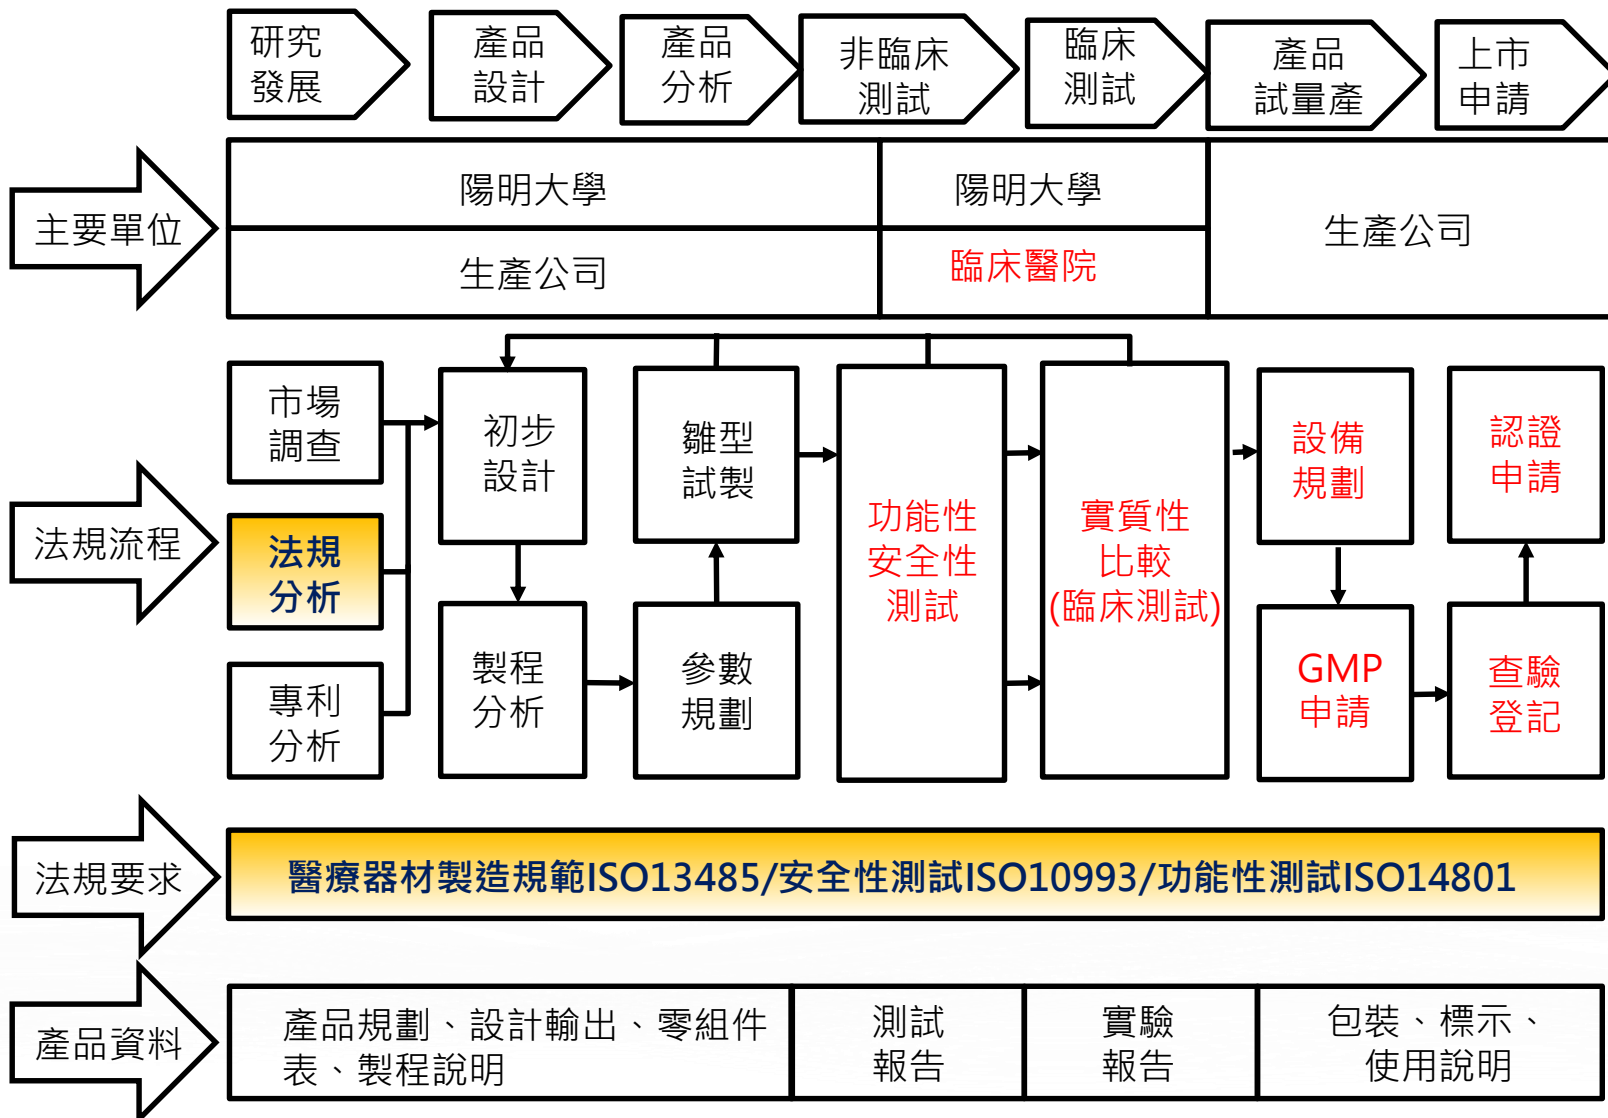 研究
發展
產品
設計
產品
分析
非臨床
測試
臨床
測試
產品
試量產
上市
申請
主要單位
陽明大學
生產公司
陽明大學
臨床醫院
生產公司
法規流程
市場
調查
法規
分析
專利
分析
初步
設計
製程
分析
雛型
試製
參數
規劃
功能性
安全性
測試
實質性
比較
(臨床測試)
設備
規劃
GMP
申請
認證
申請
查驗
登記
法規要求
醫療器材製造規範ISO13485/安全性測試ISO10993/功能性測試ISO14801
產品資料
產品規劃、設計輸出、零組件
表、製程說明
測試
報告
實驗
報告
包裝、標示、
使用說明